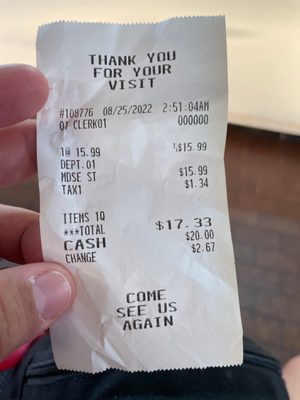 THANK YOU
FOR YOUR
VISIT
#108776 08/25/2022 2:51:04AM
01 CLERK01 000000
1@ 15.99 $15.99
DEPT.01
MDSE ST $15.99
TAX1 $1.34
ITEMS 1Q
***TOTAL $17.33
CASH $20.00
CHANGE $2.67
COME
SEE US
AGAIN